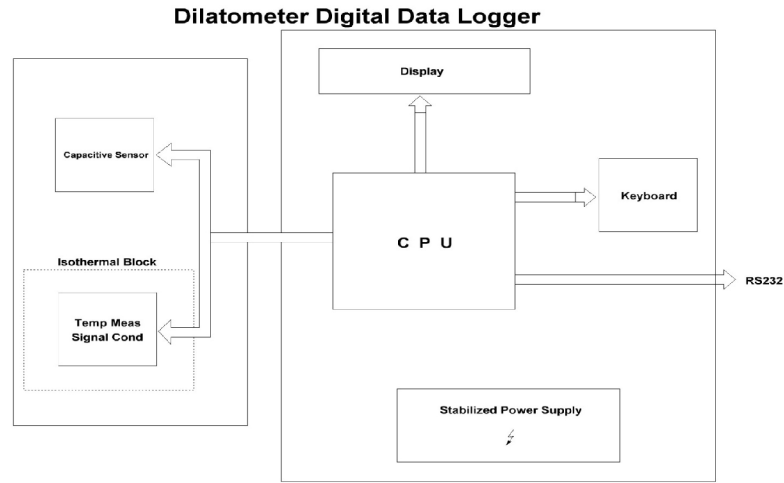 Dilatometer Digital Data Logger
Display
Capacitive Sensor
Keyboard
C P U
Isothermal Block
RS232
Temp Meas
Signal Cond
Stabilized Power Supply